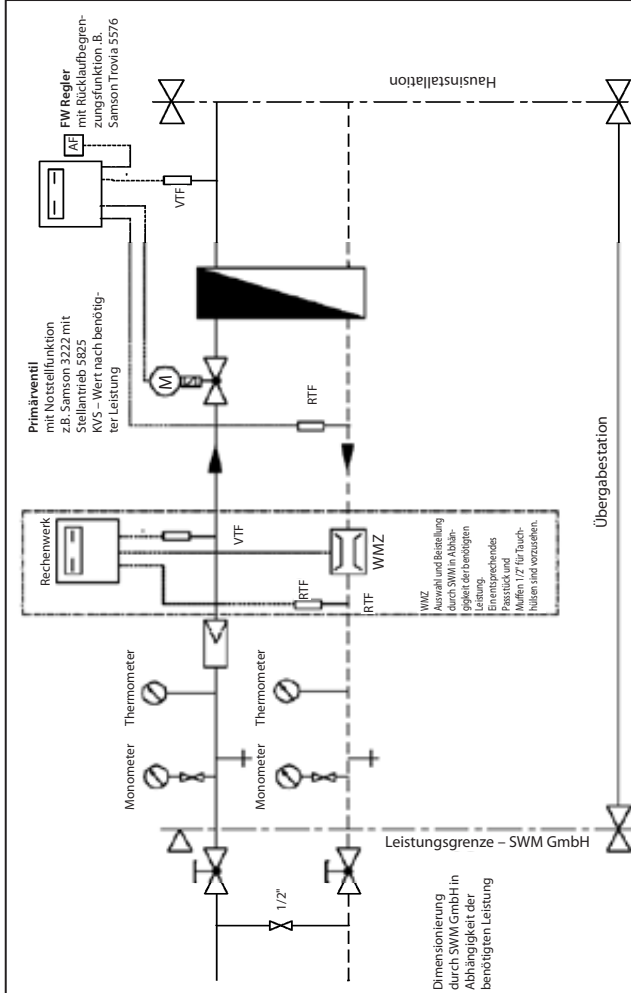 FW Regler
mit Rücklaufbegren-
zungsfunktion .B.
Samson Trovia 5576
AF
Primärventil
mit Notstellfunktion
z.B. Samson 3222 mit
Stellantrieb 5825
KVS – Wert nach benötig-
ter Leistung
VTF
M
RTF
Hausinstallation
Rechenwerk
VTF
RTF
RTF
WMZ
WMZ
Auswahl und Beistellung
durch SWM in Abhän-
gigkeit der benötigten
Leistung.
Ein entsprechendes
Passstück und
Muffen 1/2" für Tauch-
hülsen sind vorzusehen.
Thermometer
Thermometer
Monometer
Monometer
1/2"
Leistungsgrenze – SWM GmbH
Übergabestation
Dimensionierung
durch SWM GmbH in
Abhängigkeit der
benötigten Leistung